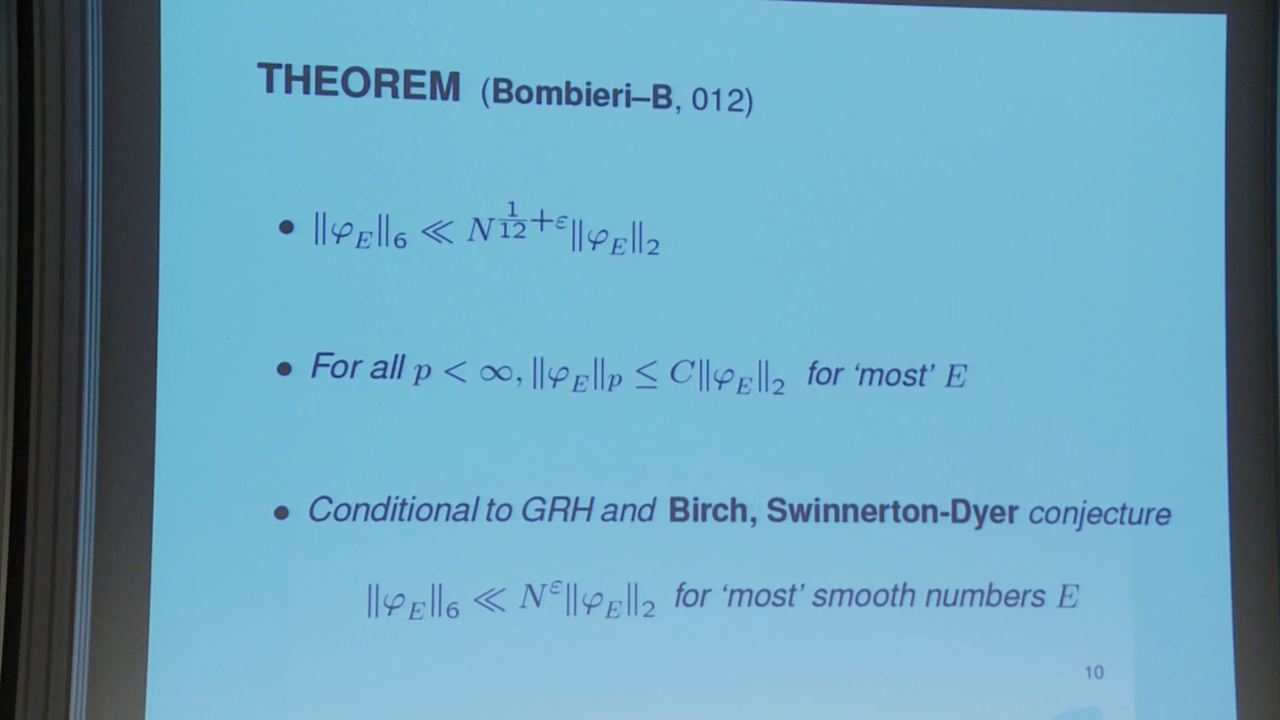 THEOREM (Bombieri–B, 012)
• ‖φ_E‖_6 ≪ N^{1/12+ε}‖φ_E‖_2
• For all p < ∞, ‖φ_E‖_p ≤ C‖φ_E‖_2 for ‘most’ E
• Conditional to GRH and Birch, Swinnerton-Dyer conjecture
‖φ_E‖_6 ≪ N^ε‖φ_E‖_2 for ‘most’ smooth numbers E
10